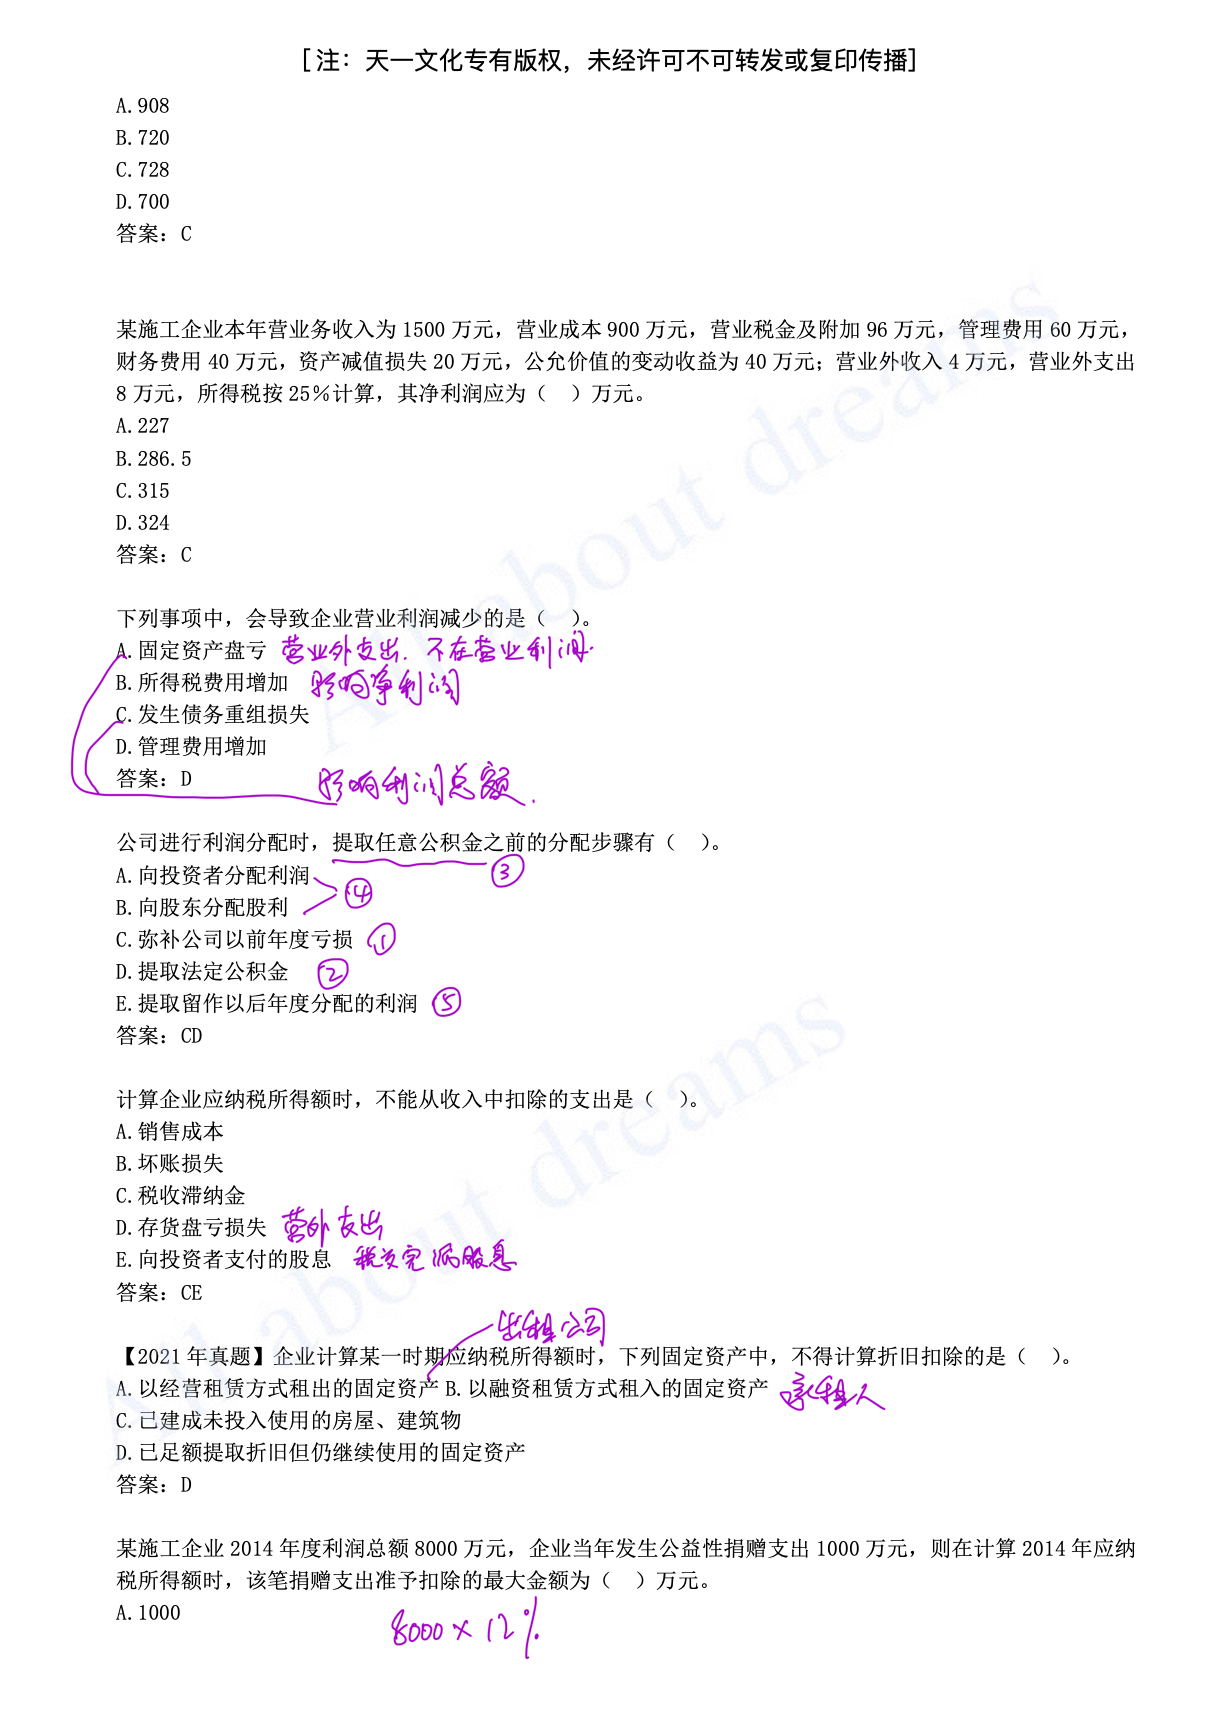 [注：天一文化专有版权，未经许可不可转发或复印传播]
A.908
B.720
C.728
D.700
答案：C
某施工企业本年营业务收入为 1500 万元，营业成本 900 万元，营业税金及附加 96 万元，管理费用 60 万元，
财务费用 40 万元，资产减值损失 20 万元，公允价值的变动收益为 40 万元；营业外收入 4 万元，营业外支出
8 万元，所得税按 25%计算，其净利润应为（　）万元。
A.227
B.286.5
C.315
D.324
答案：C
下列事项中，会导致企业营业利润减少的是（　）。
A.固定资产盘亏 营业外支出. 不在营业利润.
B.所得税费用增加 影响净利润
C.发生债务重组损失
D.管理费用增加
答案：D 影响利润总额.
公司进行利润分配时，提取任意公积金之前的分配步骤有（　）。
③
A.向投资者分配利润
④
B.向股东分配股利
C.弥补公司以前年度亏损 ①
D.提取法定公积金 ②
E.提取留作以后年度分配的利润 ⑤
答案：CD
计算企业应纳税所得额时，不能从收入中扣除的支出是（　）。
A.销售成本
B.坏账损失
C.税收滞纳金
D.存货盘亏损失 营外支出
E.向投资者支付的股息 税交完 派股息
答案：CE
出租公司
【2021 年真题】企业计算某一时期应纳税所得额时，下列固定资产中，不得计算折旧扣除的是（　）。
A.以经营租赁方式租出的固定资产 B.以融资租赁方式租入的固定资产 承租人
C.已建成未投入使用的房屋、建筑物
D.已足额提取折旧但仍继续使用的固定资产
答案：D
某施工企业 2014 年度利润总额 8000 万元，企业当年发生公益性捐赠支出 1000 万元，则在计算 2014 年应纳
税所得额时，该笔捐赠支出准予扣除的最大金额为（　）万元。
A.1000
8000 × 12%
All about dreams
All about dreams